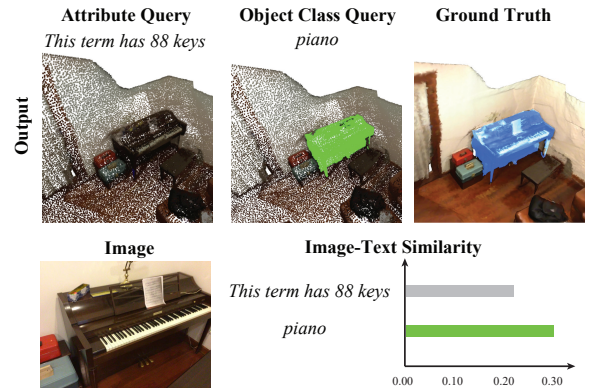 Attribute Query Object Class Query Ground Truth
This term has 88 keys piano
Output
Image Image-Text Similarity
This term has 88 keys
piano
0.00 0.10 0.20 0.30